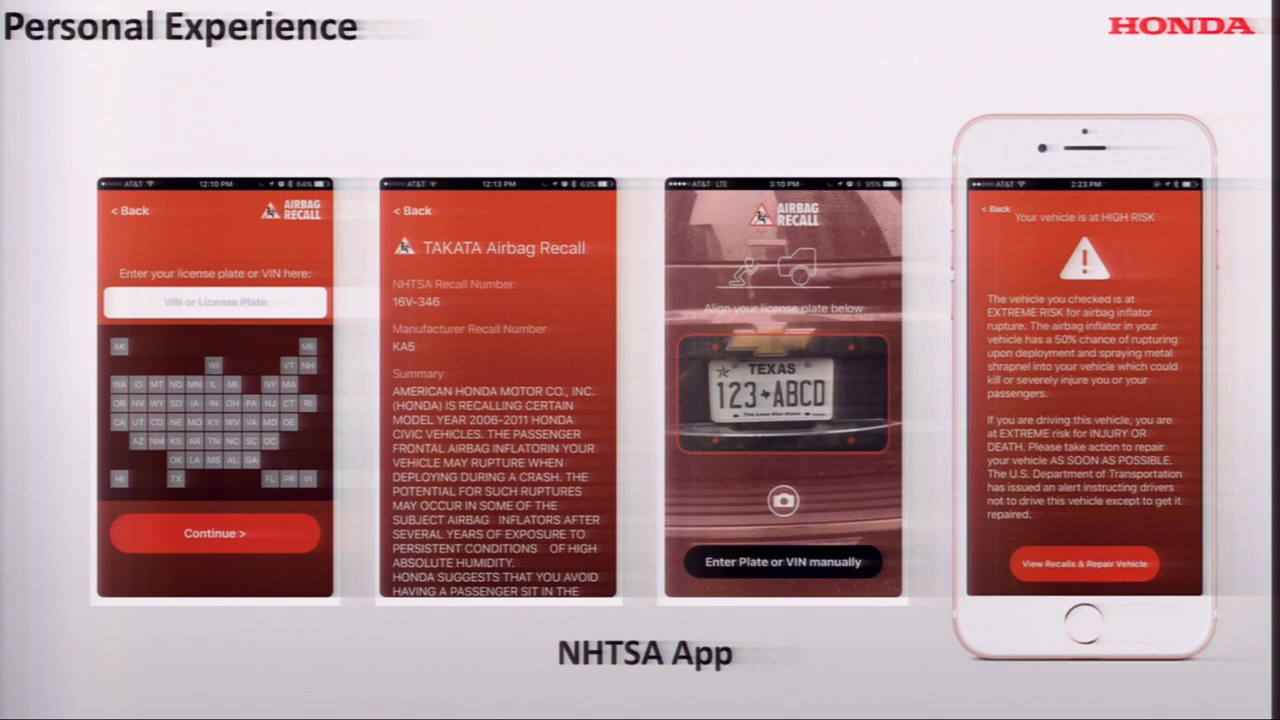 Personal Experience
HONDA
AT&T 12:10 PM 64%
< Back
AIRBAG
RECALL
Enter your license plate or VIN here:
VIN or License Plate
AK ME
WI VT NH
WA ID MT ND MN IL MI NY MA
OR NV WY SD IA IN OH PA NJ CT RI
CA UT CO NE MO KY WV VA MD DE
AZ NM KS AR TN NC SC DC
OK LA MS AL GA
HI TX FL PR VI
Continue >
AT&T 12:13 PM 63%
< Back
TAKATA Airbag Recall
NHTSA Recall Number
16V-346
Manufacturer Recall Number
KA5
Summary
AMERICAN HONDA MOTOR CO., INC.
(HONDA) IS RECALLING CERTAIN
MODEL YEAR 2006-2011 HONDA
CIVIC VEHICLES. THE PASSENGER
FRONTAL AIRBAG INFLATORIN YOUR
VEHICLE MAY RUPTURE WHEN
DEPLOYING DURING A CRASH. THE
POTENTIAL FOR SUCH RUPTURES
MAY OCCUR IN SOME OF THE
SUBJECT AIRBAG INFLATORS AFTER
SEVERAL YEARS OF EXPOSURE TO
PERSISTENT CONDITIONS OF HIGH
ABSOLUTE HUMIDITY.
HONDA SUGGESTS THAT YOU AVOID
HAVING A PASSENGER SIT IN THE
AT&T LTE 3:10 PM 95%
AIRBAG
RECALL
Align your license plate below
TEXAS
123 ABCD
The Lone Star State
Enter Plate or VIN manually
AT&T 2:23 PM
< Back
Your vehicle is at HIGH RISK
The vehicle you checked is at
EXTREME RISK for airbag inflator
rupture. The airbag inflator in your
vehicle has a 50% chance of rupturing
upon deployment and spraying metal
shrapnel into your vehicle which could
kill or severely injure you or your
passengers.
If you are driving this vehicle, you are
at EXTREME risk for INJURY OR
DEATH. Please take action to repair
your vehicle AS SOON AS POSSIBLE.
The U.S. Department of Transportation
has issued an alert instructing drivers
not to drive this vehicle except to get it
repaired.
View Recalls & Repair Vehicle
NHTSA App